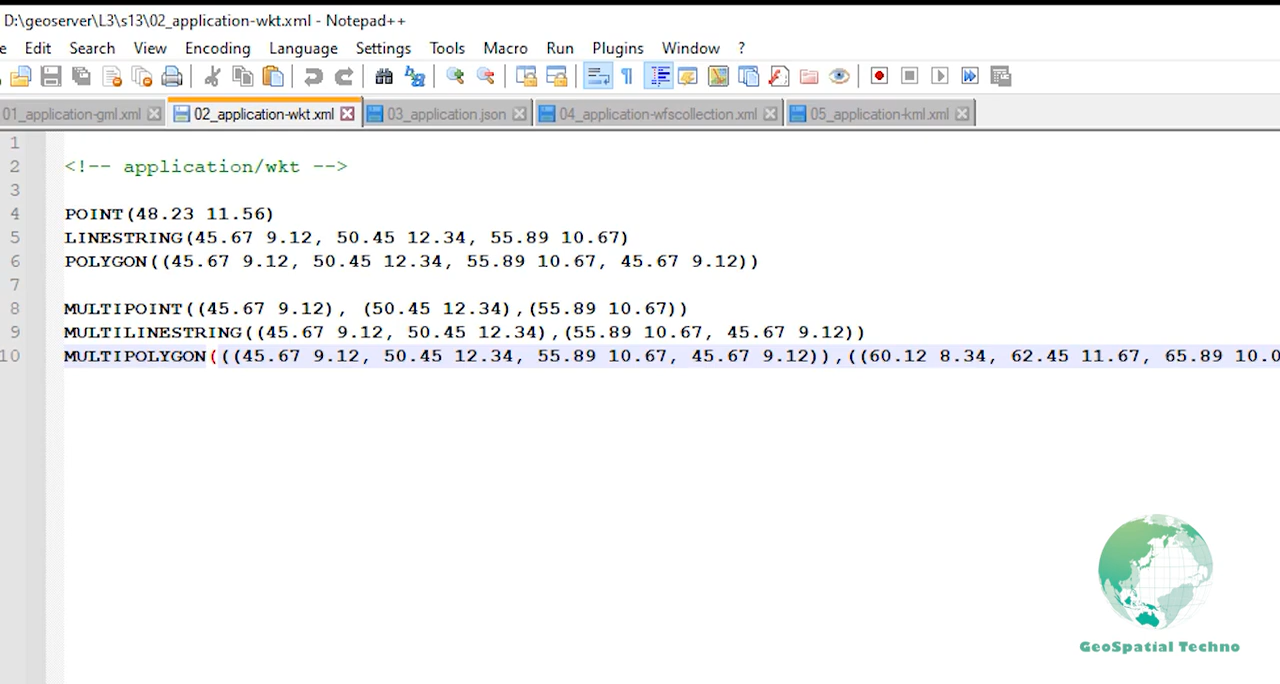 D:\geoserver\L3\s13\02_application-wkt.xml - Notepad++
e Edit Search View Encoding Language Settings Tools Macro Run Plugins Window ?
01_application-gml.xml 02_application-wkt.xml 03_application.json 04_application-wfscollection.xml 05_application-kml.xml
1
2 <!-- application/wkt -->
3
4 POINT(48.23 11.56)
5 LINESTRING(45.67 9.12, 50.45 12.34, 55.89 10.67)
6 POLYGON((45.67 9.12, 50.45 12.34, 55.89 10.67, 45.67 9.12))
7
8 MULTIPOINT((45.67 9.12), (50.45 12.34),(55.89 10.67))
9 MULTILINESTRING((45.67 9.12, 50.45 12.34),(55.89 10.67, 45.67 9.12))
10 MULTIPOLYGON(((45.67 9.12, 50.45 12.34, 55.89 10.67, 45.67 9.12)),((60.12 8.34, 62.45 11.67, 65.89 10.0
GeoSpatial Techno